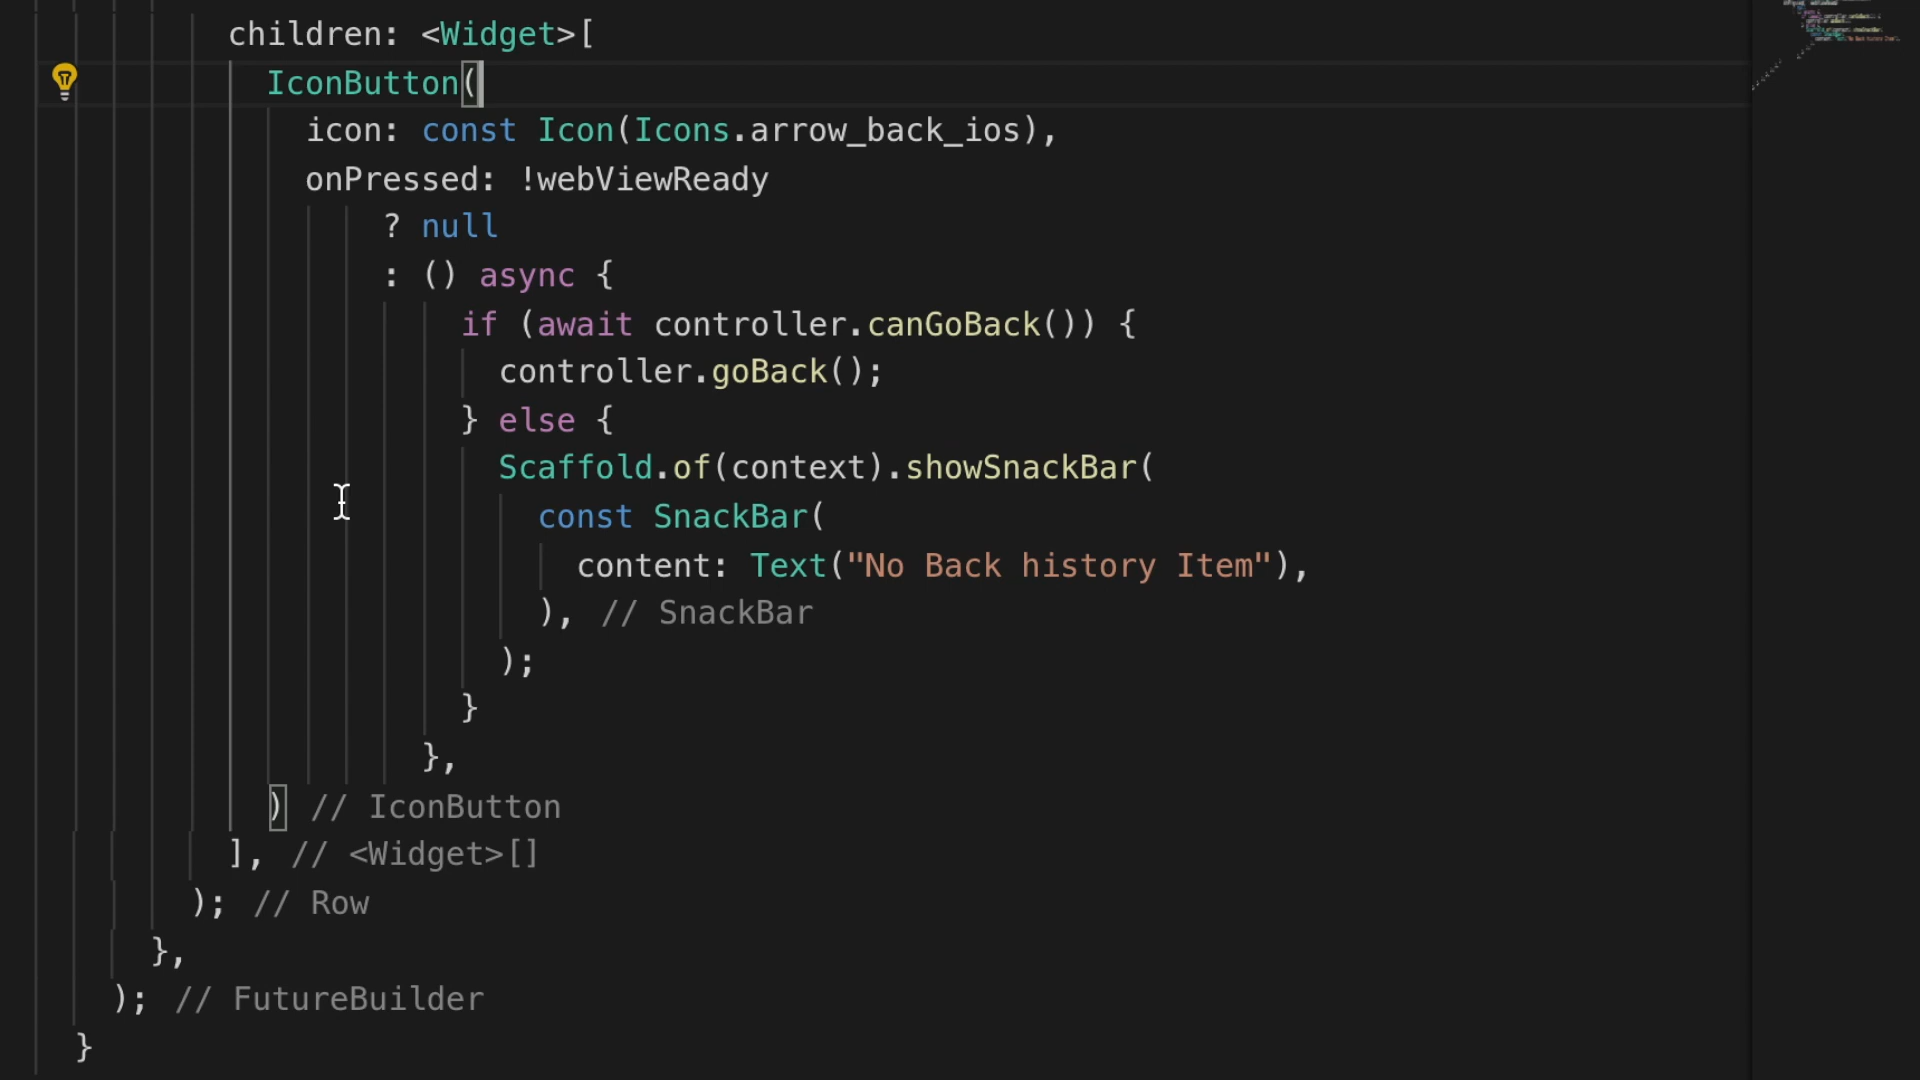 children: <Widget>[
IconButton(
icon: const Icon(Icons.arrow_back_ios),
onPressed: !webViewReady
? null
: () async {
if (await controller.canGoBack()) {
controller.goBack();
} else {
Scaffold.of(context).showSnackBar(
const SnackBar(
content: Text("No Back history Item"),
), // SnackBar
);
}
},
) // IconButton
], // <Widget>[]
); // Row
},
); // FutureBuilder
}